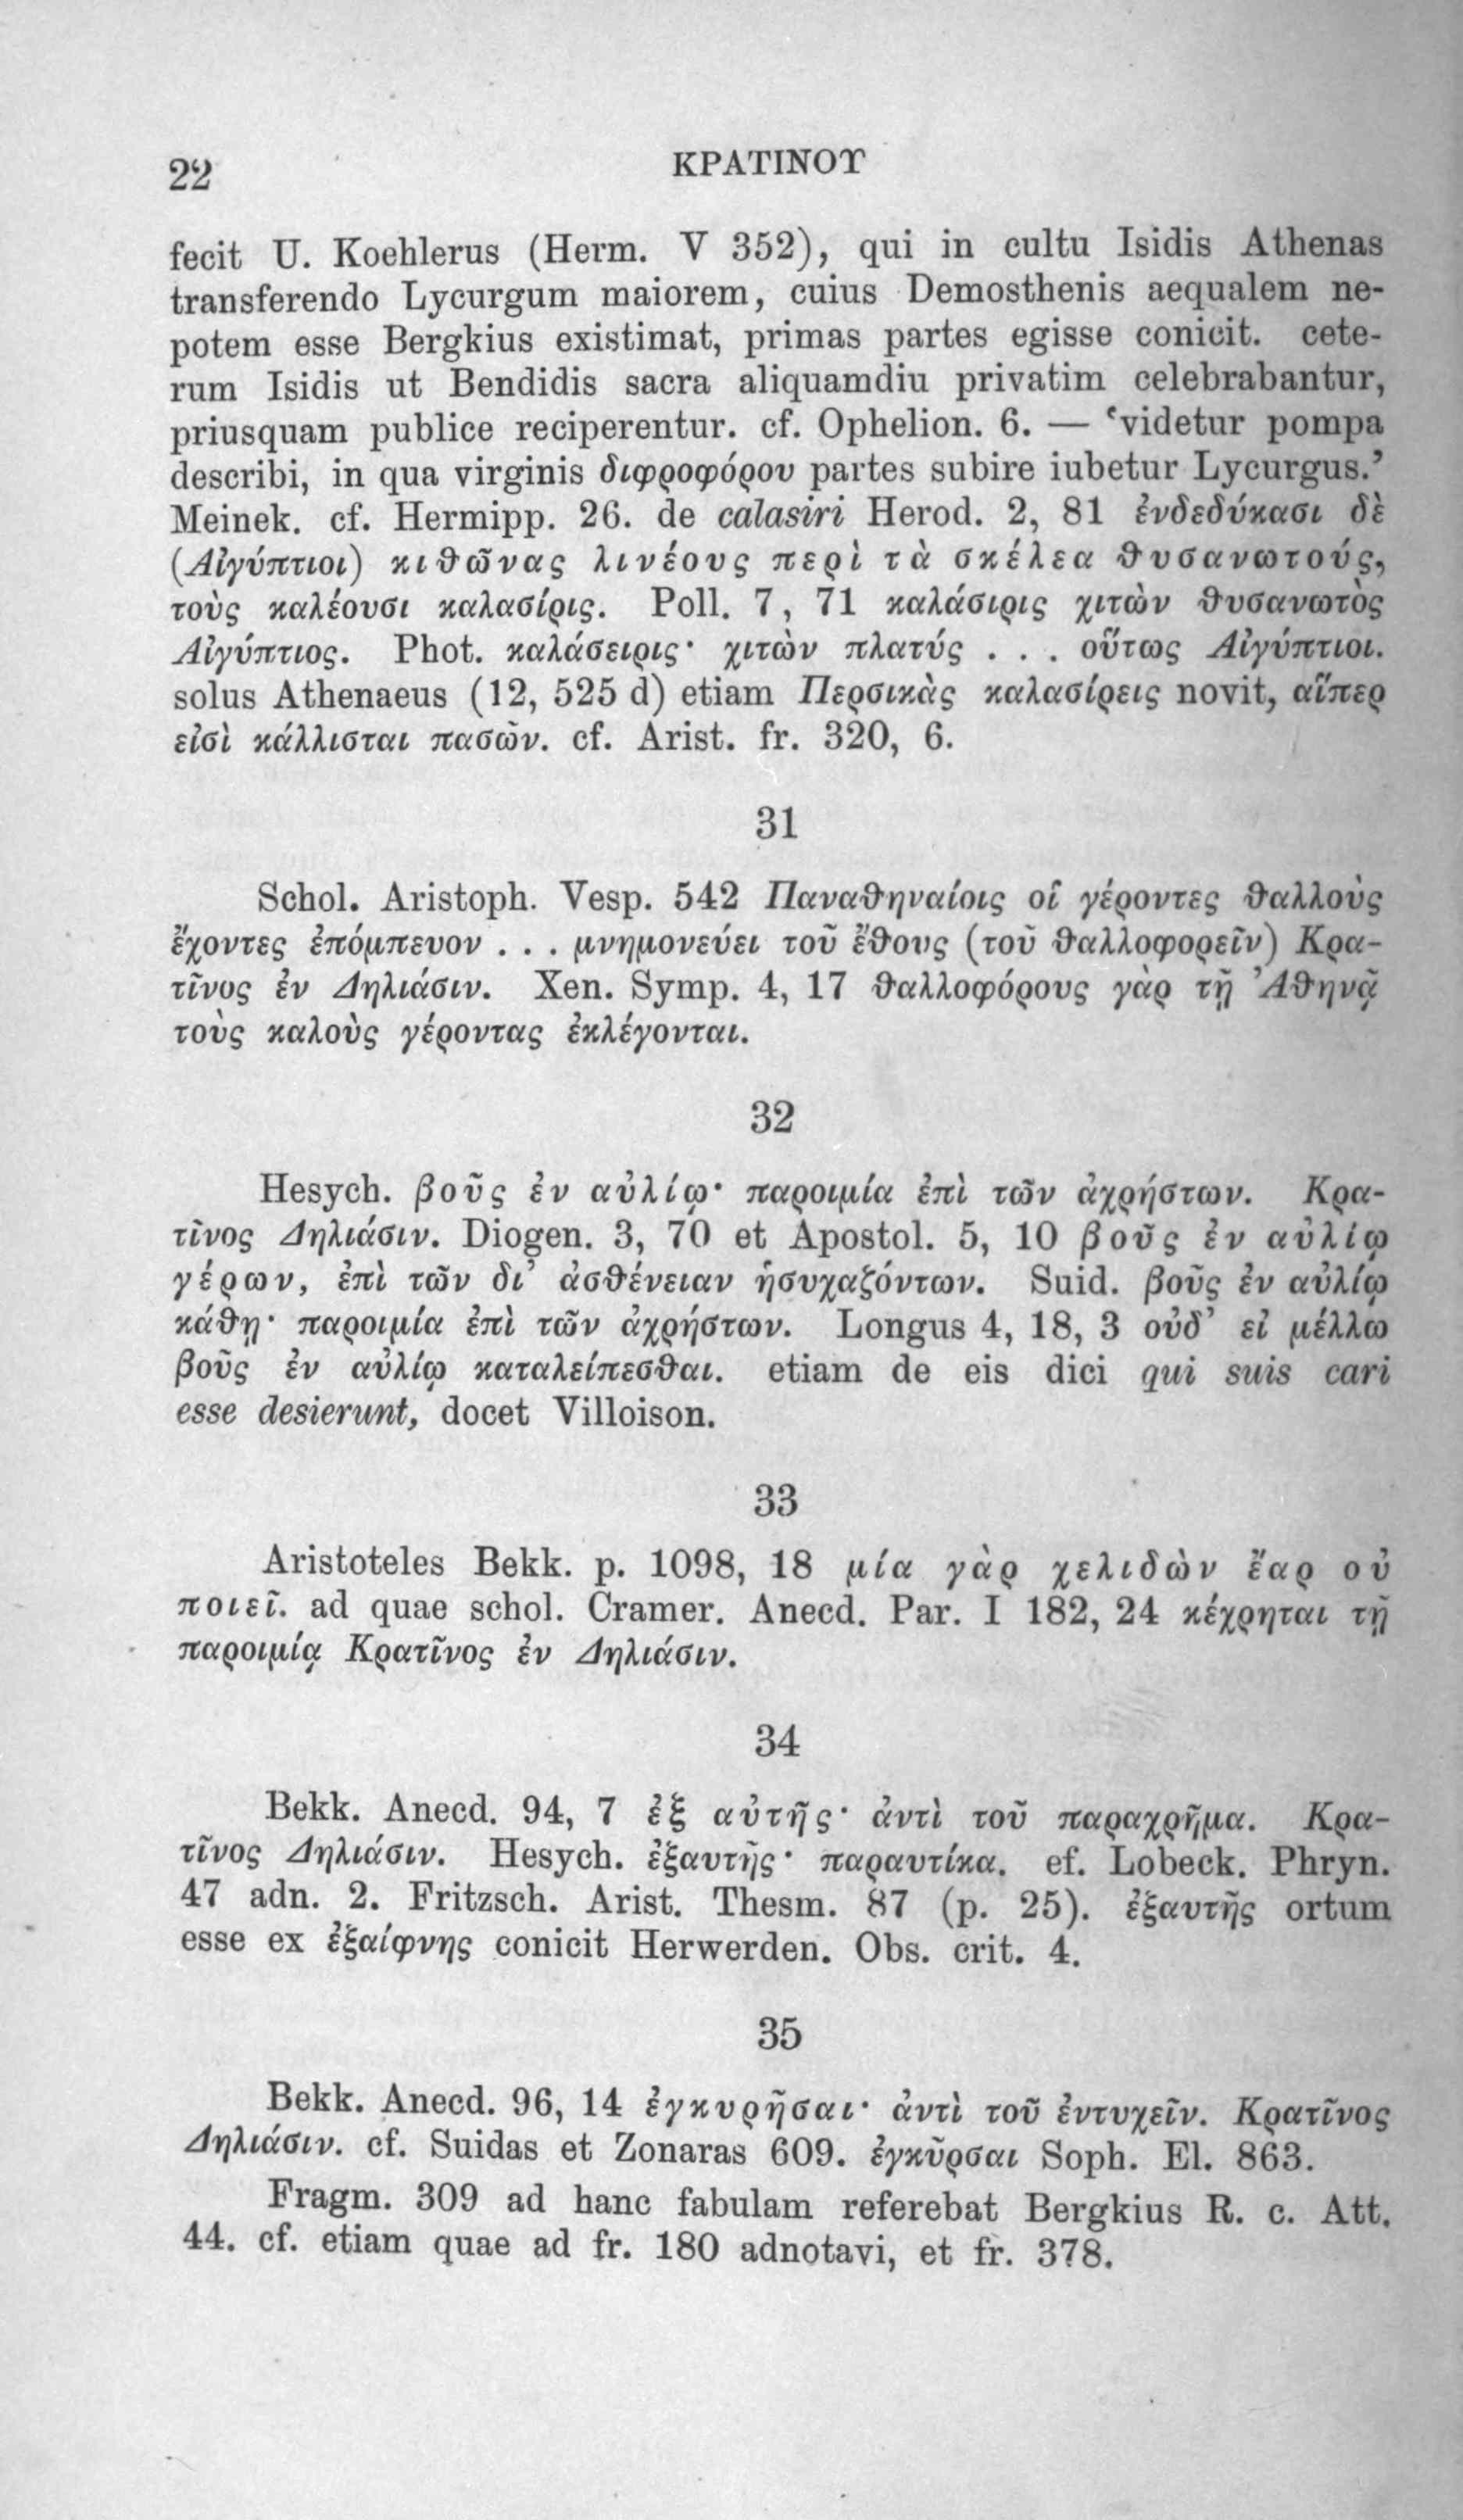 22
ΚΡΑΤΙΝΟΥ
fecit U. Koehlerus (Herm. V 352), qui in cultu Isidis Athenas
transferendo Lycurgum maiorem, cuius Demosthenis aequalem ne-
potem esse Bergkius existimat, primas partes egisse conicit. cete-
rum Isidis ut Bendidis sacra aliquamdiu privatim celebrabantur,
priusquam publice reciperentur. cf. Ophelion. 6. — ‘videtur pompa
describi, in qua virginis διφροφόρου partes subire iubetur Lycurgus.’
Meinek. cf. Hermipp. 26. de calasiri Herod. 2, 81 ἐνδεδύκασι δὲ
(Αἰγύπτιοι) κιθῶνας λινέους περὶ τὰ σκέλεα θυσανωτούς,
τοὺς καλέουσι καλασίρις. Poll. 7, 71 καλάσιρις χιτὼν θυσανωτὸς
Αἰγύπτιος. Phot. καλάσειρις· χιτὼν πλατύς . . . οὕτως Αἰγύπτιοι.
solus Athenaeus (12, 525 d) etiam Περσικὰς καλασίρεις novit, αἵπερ
εἰσὶ κάλλισται πασῶν. cf. Arist. fr. 320, 6.
31
Schol. Aristoph. Vesp. 542 Παναθηναίοις οἱ γέροντες θαλλοὺς
ἔχοντες ἐπόμπευον . . . μνημονεύει τοῦ ἔθους (τοῦ θαλλοφορεῖν) Κρα-
τῖνος ἐν Δηλιάσιν. Xen. Symp. 4, 17 θαλλοφόρους γὰρ τῇ Ἀθηνᾷ
τοὺς καλοὺς γέροντας ἐκλέγονται.
32
Hesych. βοῦς ἐν αὐλίῳ· παροιμία ἐπὶ τῶν ἀχρήστων. Κρα-
τῖνος Δηλιάσιν. Diogen. 3, 70 et Apostol. 5, 10 βοῦς ἐν αὐλίῳ
γέρων, ἐπὶ τῶν δι’ ἀσθένειαν ἡσυχαζόντων. Suid. βοῦς ἐν αὐλίῳ
κάθη· παροιμία ἐπὶ τῶν ἀχρήστων. Longus 4, 18, 3 οὐδ’ εἰ μέλλω
βοῦς ἐν αὐλίῳ καταλείπεσθαι. etiam de eis dici qui suis cari
esse desierunt, docet Villoison.
33
Aristoteles Bekk. p. 1098, 18 μία γὰρ χελιδὼν ἔαρ οὐ
ποιεῖ. ad quae schol. Cramer. Anecd. Par. I 182, 24 κέχρηται τῇ
παροιμίᾳ Κρατῖνος ἐν Δηλιάσιν.
34
Bekk. Anecd. 94, 7 ἐξ αὐτῆς· ἀντὶ τοῦ παραχρῆμα. Κρα-
τῖνος Δηλιάσιν. Hesych. ἐξαυτῆς· παραυτίκα. cf. Lobeck. Phryn.
47 adn. 2. Fritzsch. Arist. Thesm. 87 (p. 25). ἐξαυτῆς ortum
esse ex ἐξαίφνης conicit Herwerden. Obs. crit. 4.
35
Bekk. Anecd. 96, 14 ἐγκυρῆσαι· ἀντὶ τοῦ ἐντυχεῖν. Κρατῖνος
Δηλιάσιν. cf. Suidas et Zonaras 609. ἐγκῦρσαι Soph. El. 863.
Fragm. 309 ad hanc fabulam referebat Bergkius R. c. Att.
44. cf. etiam quae ad fr. 180 adnotavi, et fr. 378.